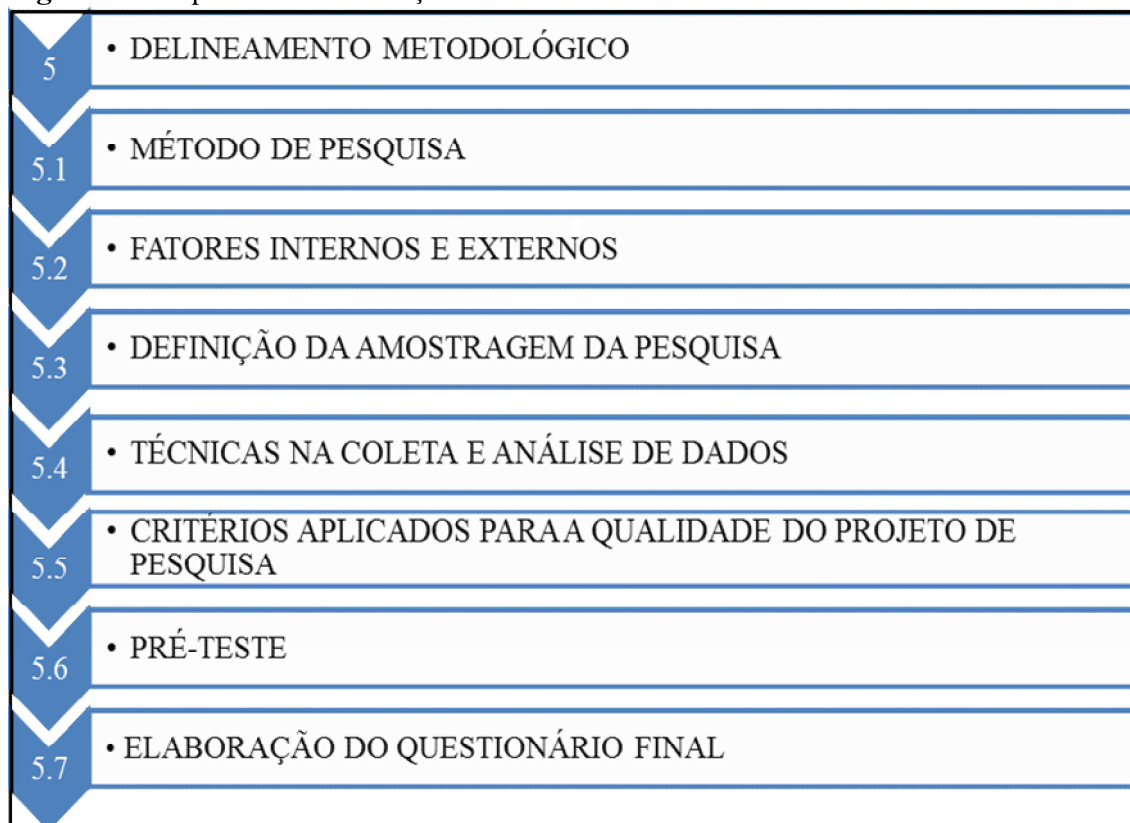 5
• DELINEAMENTO METODOLÓGICO
5.1
• MÉTODO DE PESQUISA
5.2
• FATORES INTERNOS E EXTERNOS
5.3
• DEFINIÇÃO DA AMOSTRAGEM DA PESQUISA
5.4
• TÉCNICAS NA COLETA E ANÁLISE DE DADOS
5.5
• CRITÉRIOS APLICADOS PARA A QUALIDADE DO PROJETO DE
PESQUISA
5.6
• PRÉ-TESTE
5.7
• ELABORAÇÃO DO QUESTIONÁRIO FINAL